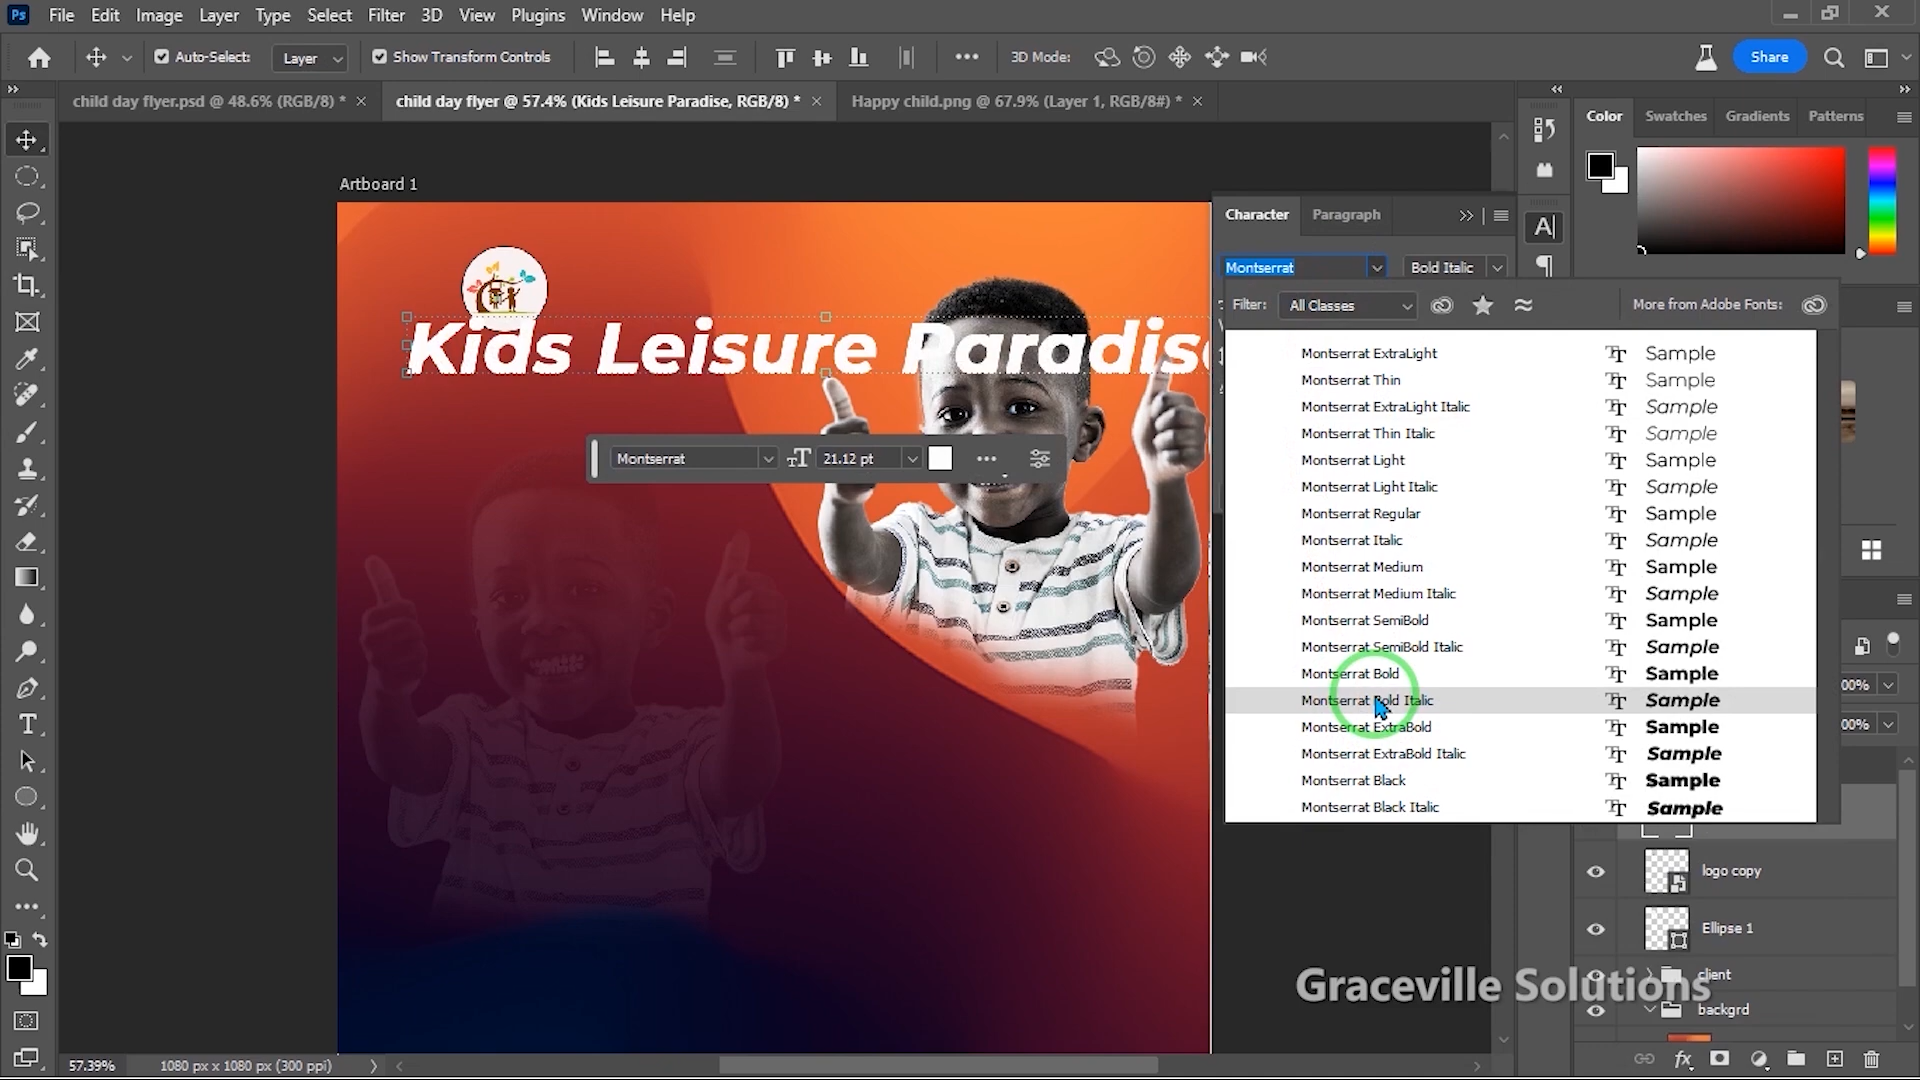 Ps File Edit Image Layer Type Select Filter 3D View Plugins Window Help
Auto-Select: Layer Show Transform Controls 3D Mode: Share
child day flyer.psd @ 48.6% (RGB/8) * child day flyer @ 57.4% (Kids Leisure Paradise, RGB/8) * Happy child.png @ 67.9% (Layer 1, RGB/8#) *
Color Swatches Gradients Patterns
Artboard 1
Character Paragraph
Montserrat Bold Italic
Filter: All Classes More from Adobe Fonts:
Kids Leisure Paradise
Montserrat 21.12 pt
Montserrat ExtraLight Sample
Montserrat Thin Sample
Montserrat ExtraLight Italic Sample
Montserrat Thin Italic Sample
Montserrat Light Sample
Montserrat Light Italic Sample
Montserrat Regular Sample
Montserrat Italic Sample
Montserrat Medium Sample
Montserrat Medium Italic Sample
Montserrat SemiBold Sample
Montserrat SemiBold Italic Sample
Montserrat Bold Sample
Montserrat Bold Italic Sample
Montserrat ExtraBold Sample
Montserrat ExtraBold Italic Sample
Montserrat Black Sample
Montserrat Black Italic Sample
00%
00%
logo copy
Ellipse 1
client
backgrd
Graceville Solutions
57.39% 1080 px x 1080 px (300 ppi)